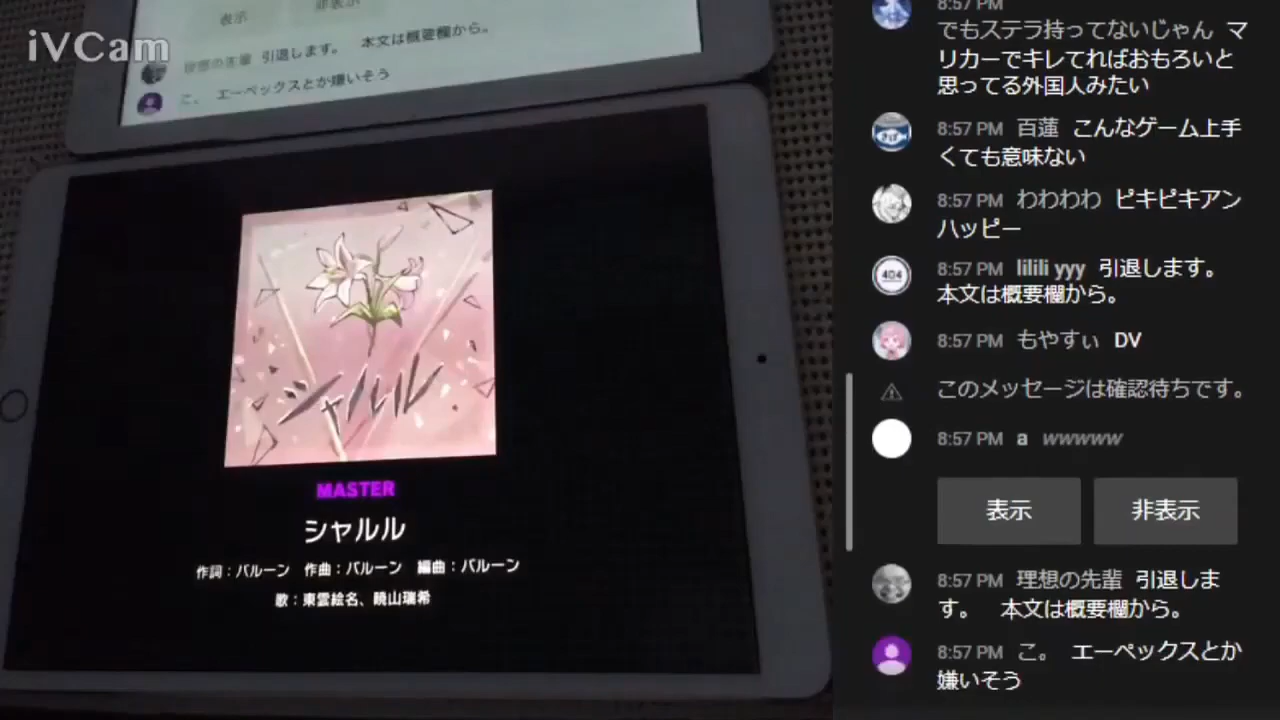 iVCam
表示
非表示
理想の先輩 引退します。 本文は概要欄から。
こ。 エーペックスとか嫌いそう
シャルル
MASTER
シャルル
作詞：バルーン 作曲：バルーン 編曲：バルーン
歌：東雲絵名、暁山瑞希
8:57 PM
でもステラ持ってないじゃん マ
リカーでキレてればおもろいと
思ってる外国人みたい
8:57 PM 百蓮 こんなゲーム上手
くても意味ない
8:57 PM わわわわ ピキピキアン
ハッピー
8:57 PM lilili yyy 引退します。
本文は概要欄から。
404
8:57 PM もやすぃ DV
このメッセージは確認待ちです。
8:57 PM a wwwww
表示 非表示
8:57 PM 理想の先輩 引退しま
す。 本文は概要欄から。
8:57 PM こ。 エーペックスとか
嫌いそう